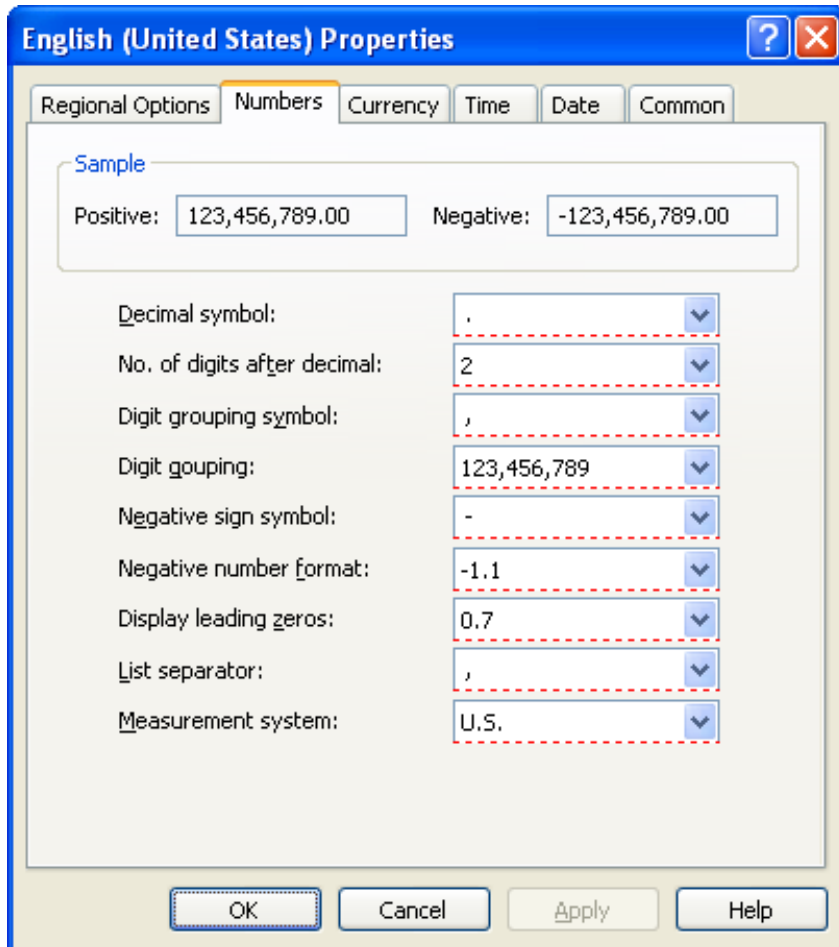 English (United States) Properties
Regional Options Numbers Currency Time Date Common
Sample
Positive: 123,456,789.00 Negative: -123,456,789.00
Decimal symbol: .
No. of digits after decimal: 2
Digit grouping symbol: ,
Digit gouping: 123,456,789
Negative sign symbol: -
Negative number format: -1.1
Display leading zeros: 0.7
List separator: ,
Measurement system: U.S.
OK Cancel Apply Help